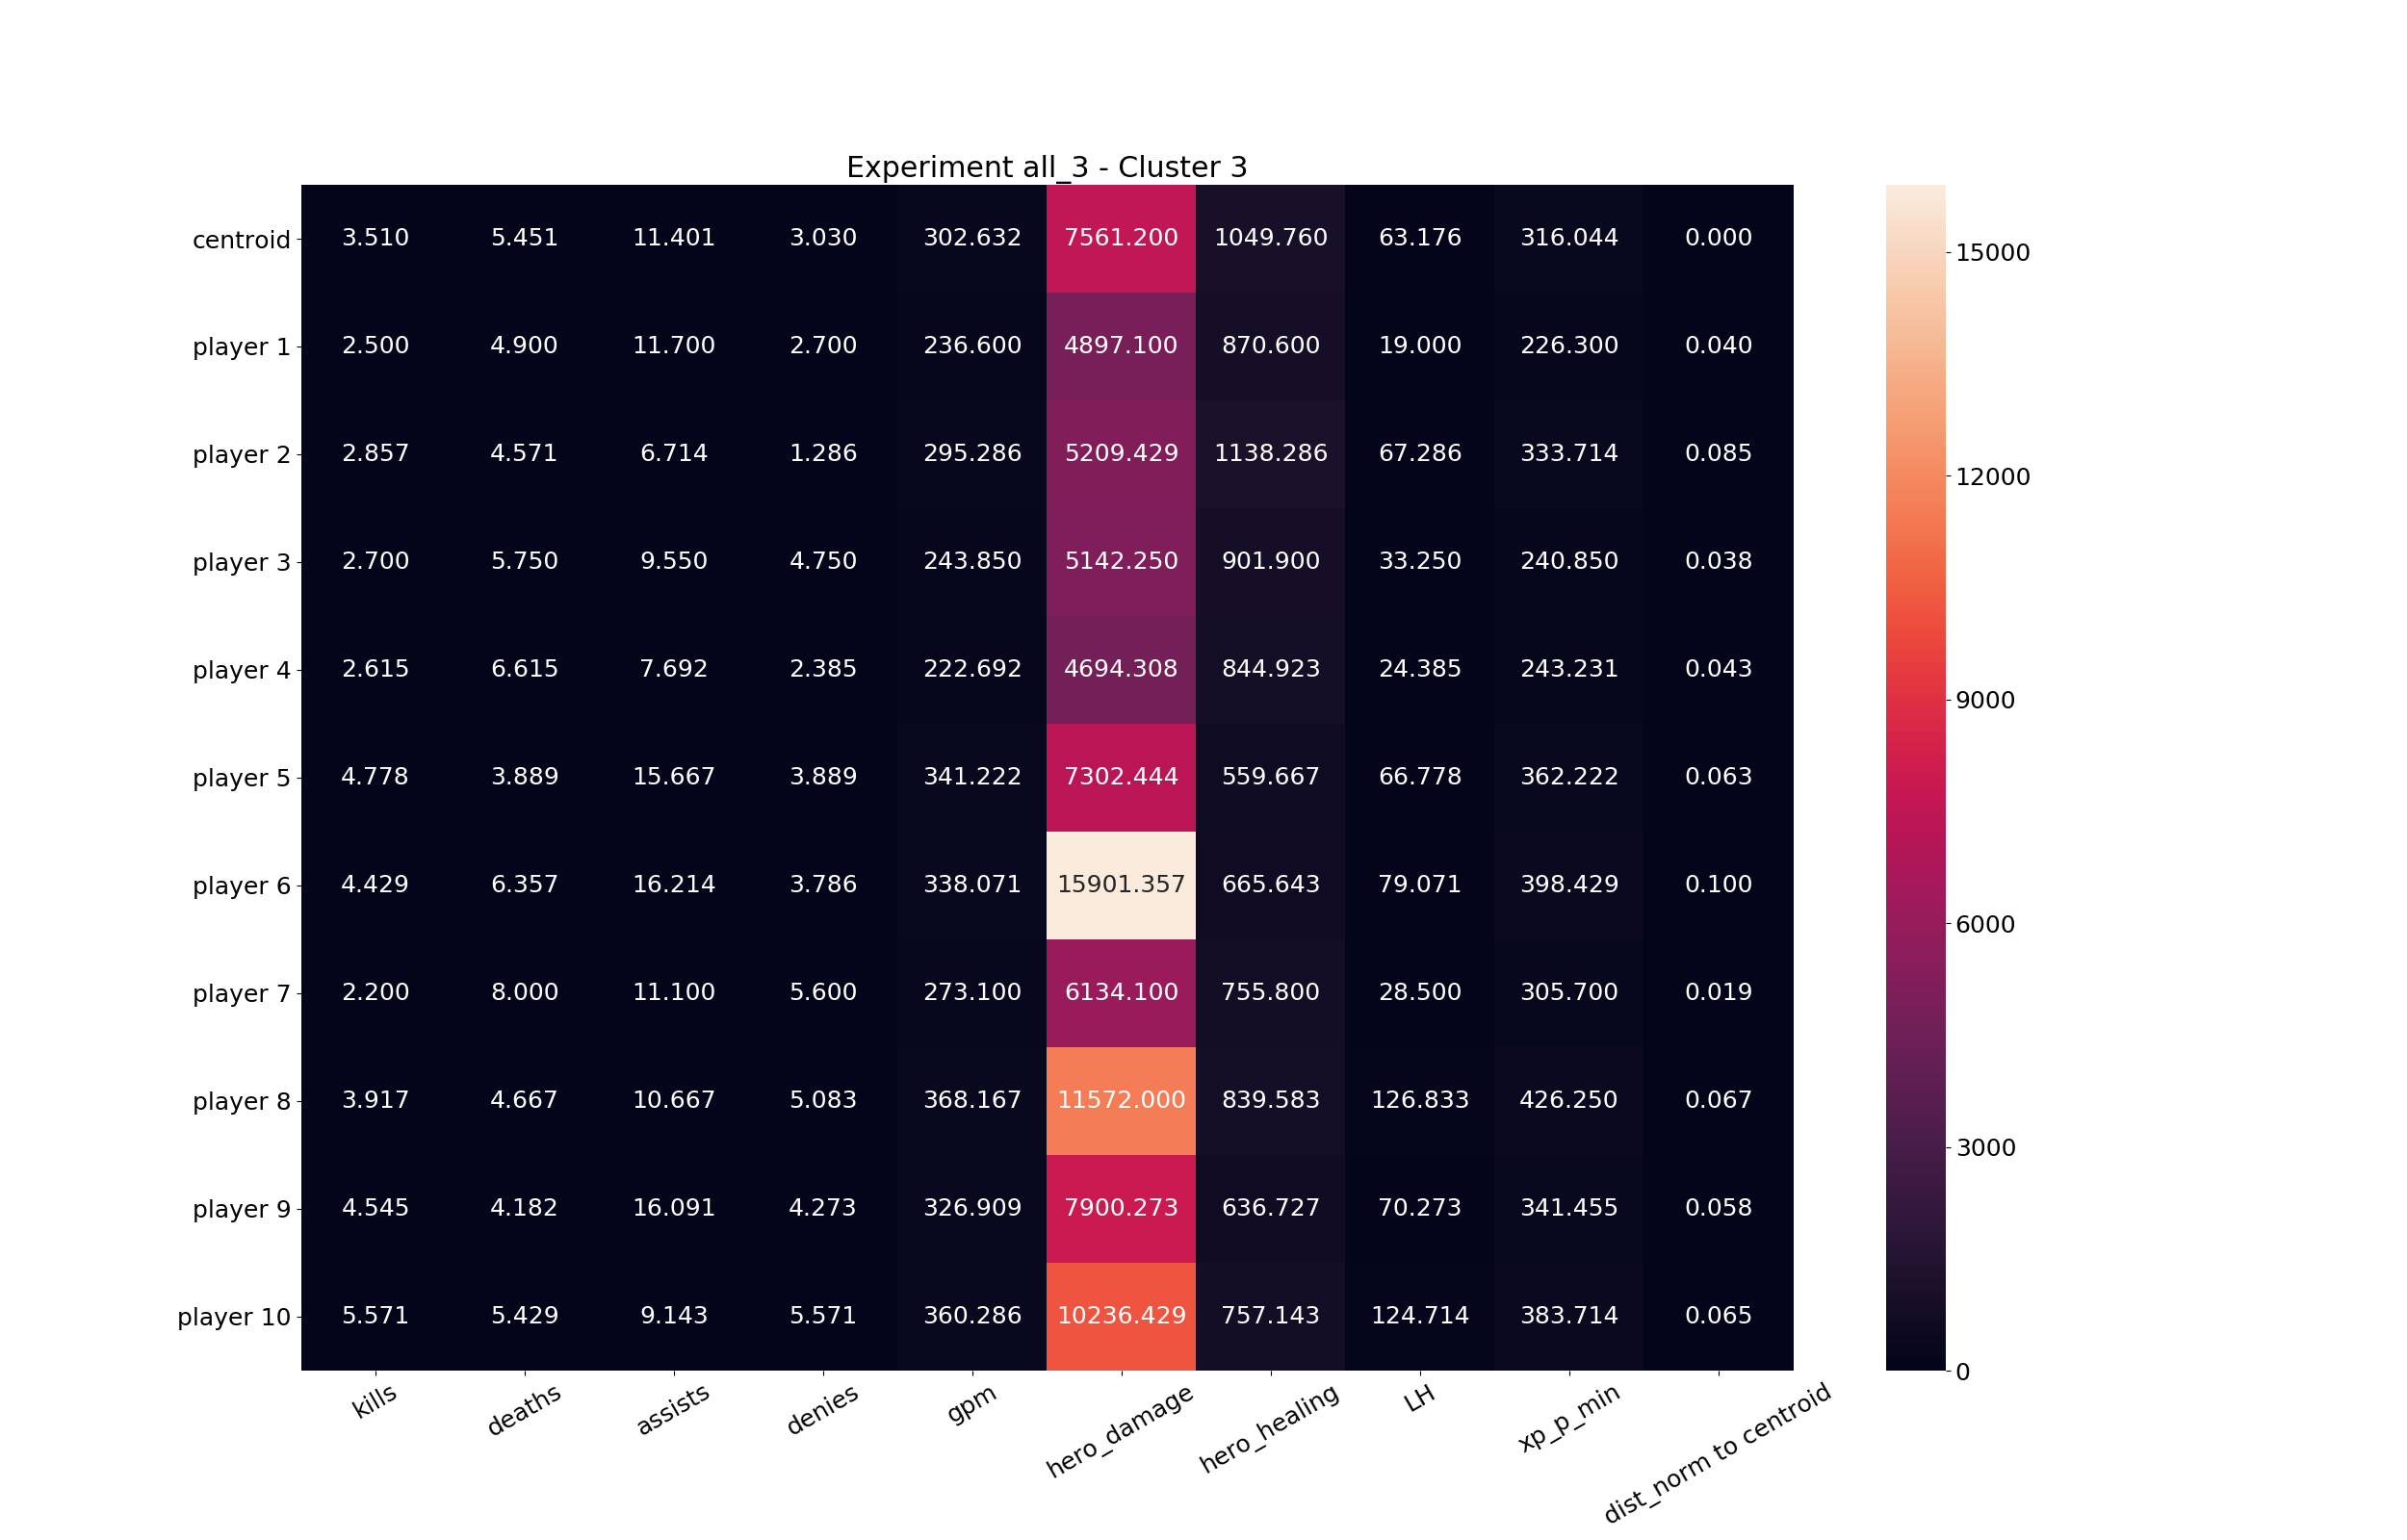 Experiment all_3 - Cluster 3
centroid 3.510 5.451 11.401 3.030 302.632 7561.200 1049.760 63.176 316.044 0.000
player 1 2.500 4.900 11.700 2.700 236.600 4897.100 870.600 19.000 226.300 0.040
player 2 2.857 4.571 6.714 1.286 295.286 5209.429 1138.286 67.286 333.714 0.085
player 3 2.700 5.750 9.550 4.750 243.850 5142.250 901.900 33.250 240.850 0.038
player 4 2.615 6.615 7.692 2.385 222.692 4694.308 844.923 24.385 243.231 0.043
player 5 4.778 3.889 15.667 3.889 341.222 7302.444 559.667 66.778 362.222 0.063
player 6 4.429 6.357 16.214 3.786 338.071 15901.357 665.643 79.071 398.429 0.100
player 7 2.200 8.000 11.100 5.600 273.100 6134.100 755.800 28.500 305.700 0.019
player 8 3.917 4.667 10.667 5.083 368.167 11572.000 839.583 126.833 426.250 0.067
player 9 4.545 4.182 16.091 4.273 326.909 7900.273 636.727 70.273 341.455 0.058
player 10 5.571 5.429 9.143 5.571 360.286 10236.429 757.143 124.714 383.714 0.065
kills deaths assists denies gpm hero_damage hero_healing LH xp_p_min dist_norm to centroid
15000
12000
9000
6000
3000
0